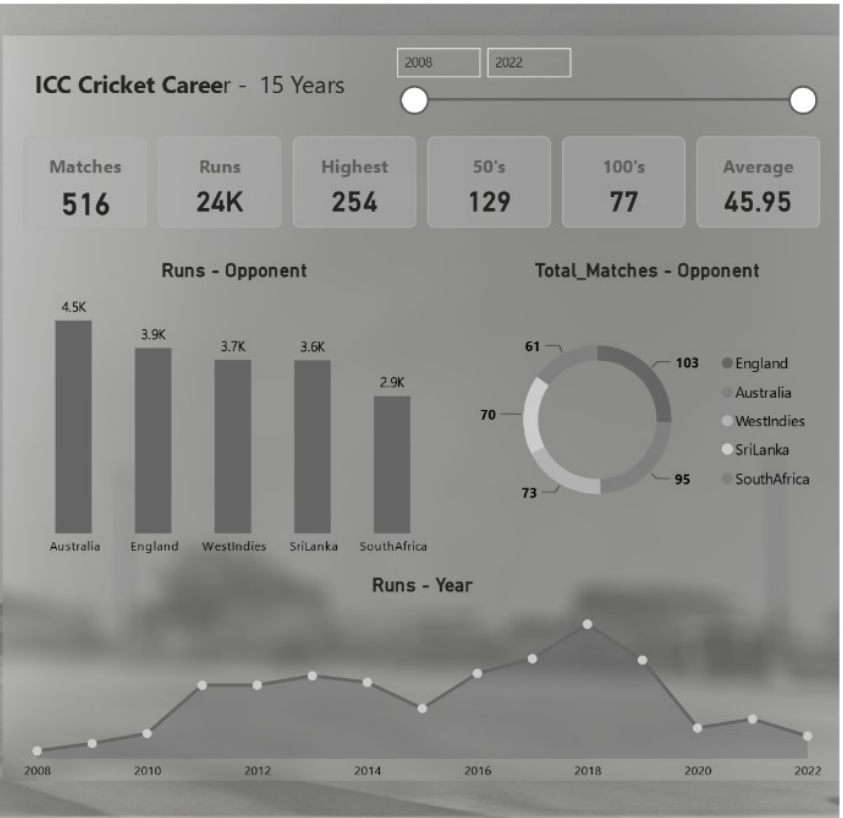 2008 2022
ICC Cricket Career - 15 Years
Matches Runs Highest 50's 100's Average
516 24K 254 129 77 45.95
Runs - Opponent
4.5K
3.9K
3.7K
3.6K
2.9K
Australia England WestIndies SriLanka SouthAfrica
Total_Matches - Opponent
61
103
70
95
73
England
Australia
WestIndies
SriLanka
SouthAfrica
Runs - Year
2008 2010 2012 2014 2016 2018 2020 2022